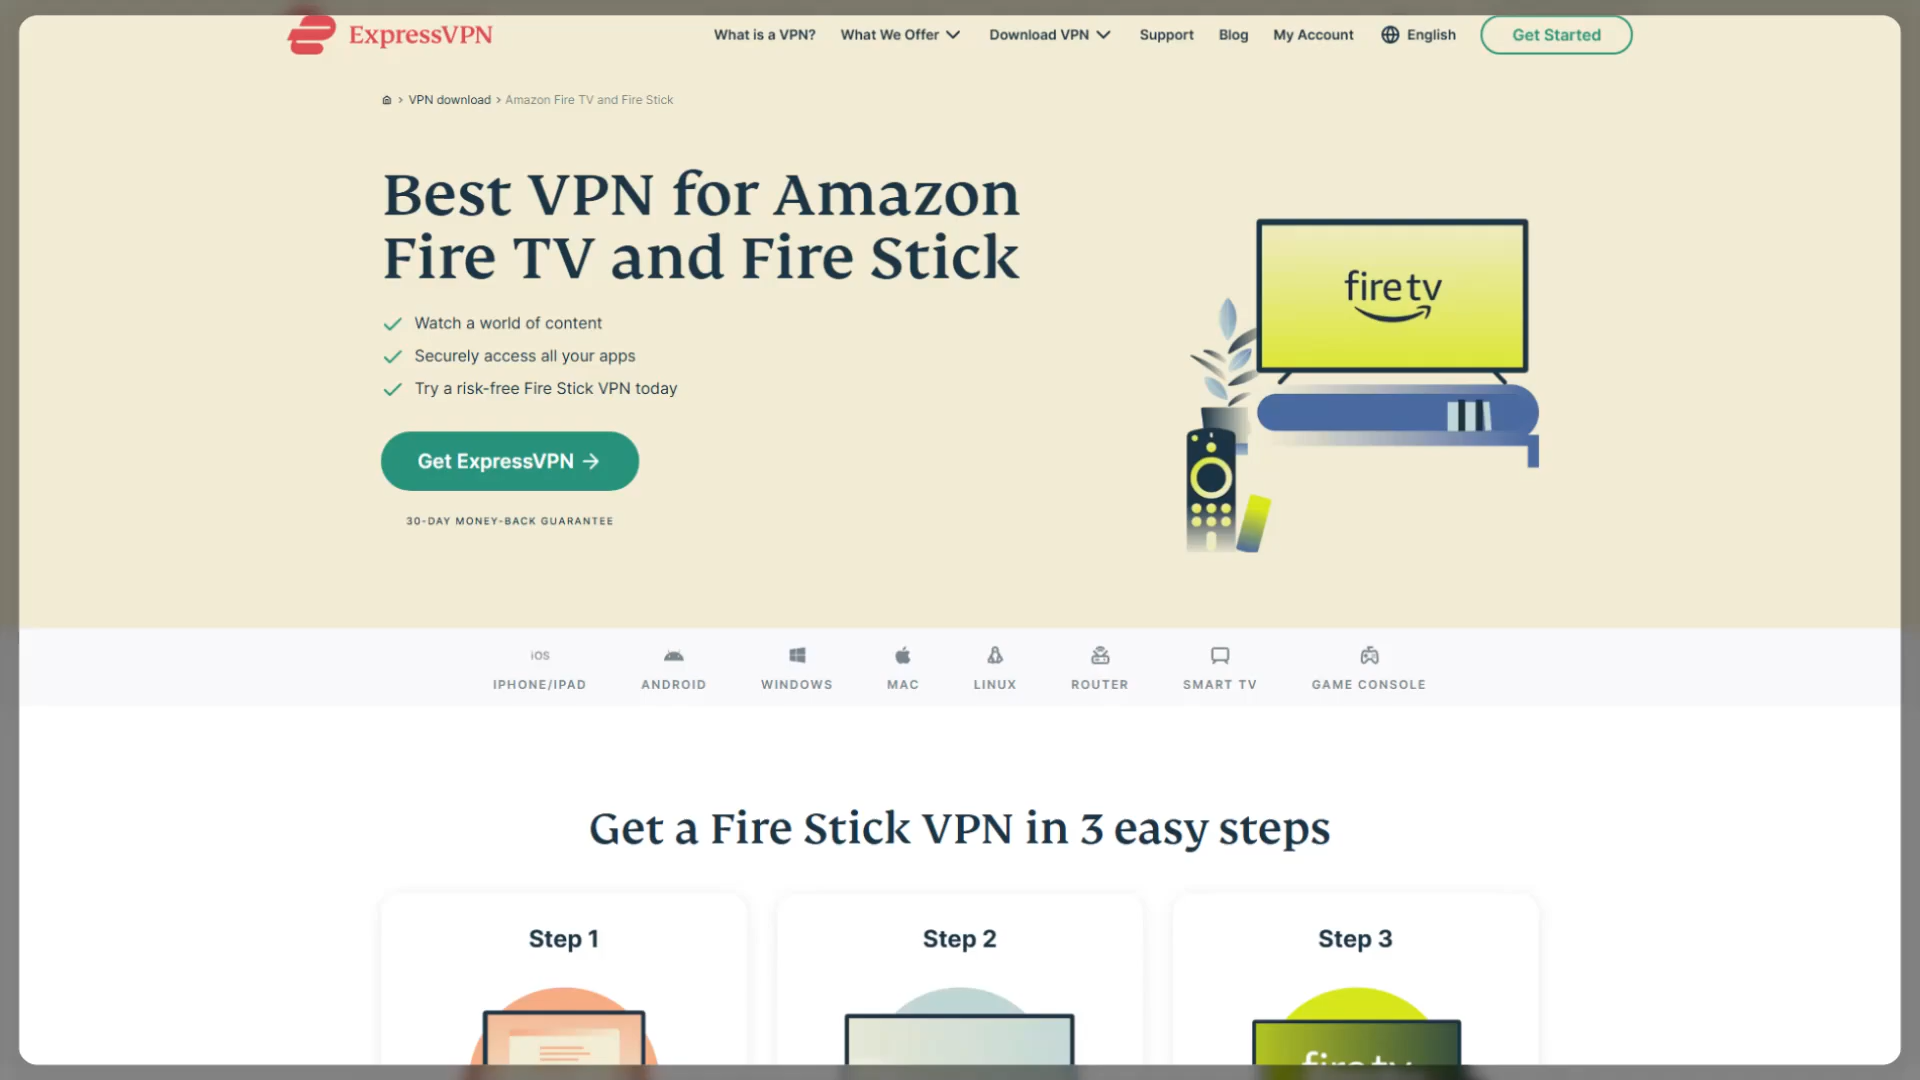 ExpressVPN
What is a VPN? What We Offer Download VPN Support Blog My Account English Get Started
> VPN download > Amazon Fire TV and Fire Stick
Best VPN for Amazon
Fire TV and Fire Stick
Watch a world of content
Securely access all your apps
Try a risk-free Fire Stick VPN today
Get ExpressVPN →
30-DAY MONEY-BACK GUARANTEE
fire tv
iOS
IPHONE/IPAD ANDROID WINDOWS MAC LINUX ROUTER SMART TV GAME CONSOLE
Get a Fire Stick VPN in 3 easy steps
Step 1 Step 2 Step 3
fire tv